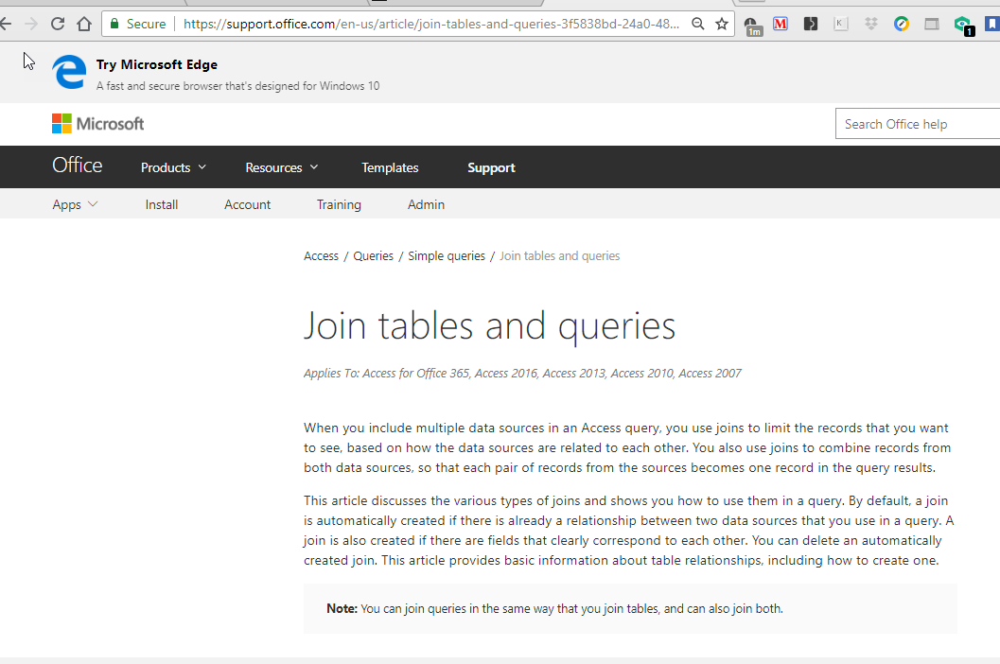 Secure https://support.office.com/en-us/article/join-tables-and-queries-3f5838bd-24a0-48...
1m
M
K
1
Try Microsoft Edge
A fast and secure browser that's designed for Windows 10
Microsoft
Search Office help
Office Products Resources Templates Support
Apps Install Account Training Admin
Access / Queries / Simple queries / Join tables and queries
Join tables and queries
Applies To: Access for Office 365, Access 2016, Access 2013, Access 2010, Access 2007
When you include multiple data sources in an Access query, you use joins to limit the records that you want
to see, based on how the data sources are related to each other. You also use joins to combine records from
both data sources, so that each pair of records from the sources becomes one record in the query results.
This article discusses the various types of joins and shows you how to use them in a query. By default, a join
is automatically created if there is already a relationship between two data sources that you use in a query. A
join is also created if there are fields that clearly correspond to each other. You can delete an automatically
created join. This article provides basic information about table relationships, including how to create one.
Note: You can join queries in the same way that you join tables, and can also join both.